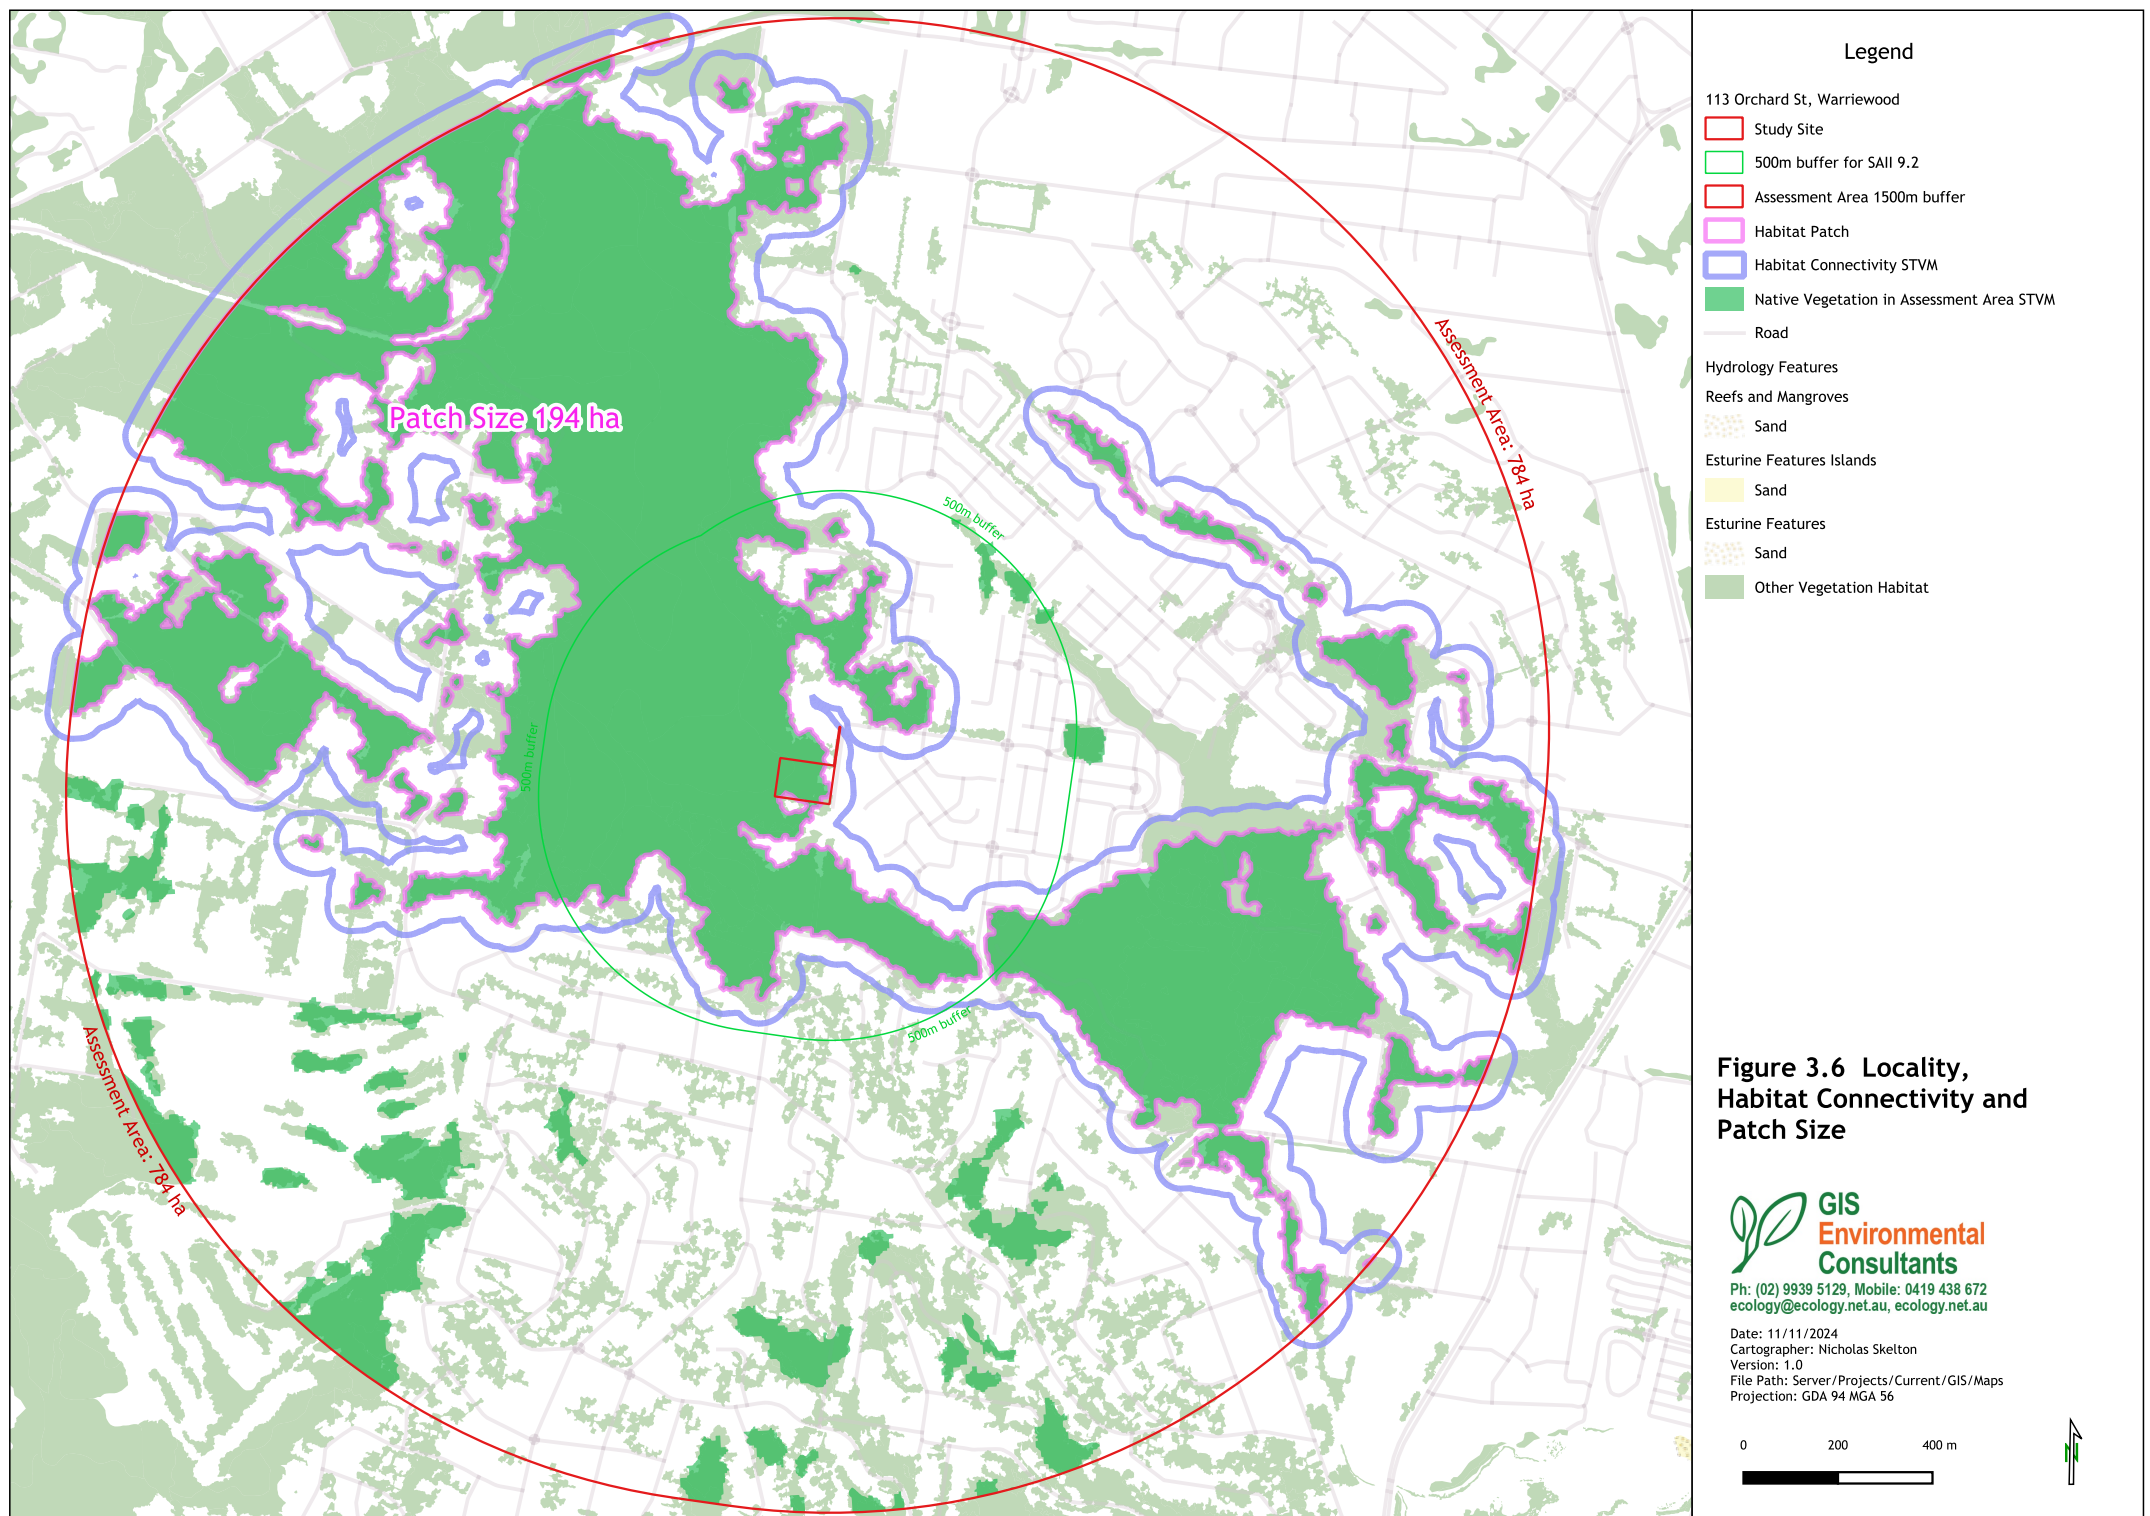 Patch Size 194 ha
500m buffer
500m buffer
500m buffer
Assessment Area: 784 ha
Assessment Area: 784 ha
Legend
113 Orchard St, Warriewood
Study Site
500m buffer for SAII 9.2
Assessment Area 1500m buffer
Habitat Patch
Habitat Connectivity STVM
Native Vegetation in Assessment Area STVM
Road
Hydrology Features
Reefs and Mangroves
Sand
Esturine Features Islands
Sand
Esturine Features
Sand
Other Vegetation Habitat
Figure 3.6 Locality,
Habitat Connectivity and
Patch Size
GIS
Environmental
Consultants
Ph: (02) 9939 5129, Mobile: 0419 438 672
ecology@ecology.net.au, ecology.net.au
Date: 11/11/2024
Cartographer: Nicholas Skelton
Version: 1.0
File Path: Server/Projects/Current/GIS/Maps
Projection: GDA 94 MGA 56
0 200 400 m
N